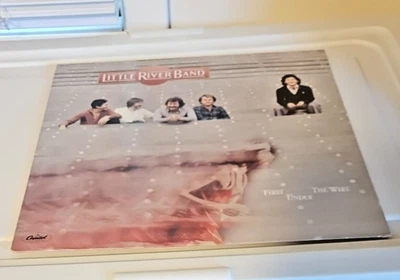 LITTLE RIVER BAND
FIRST UNDER THE WIRE
Capitol